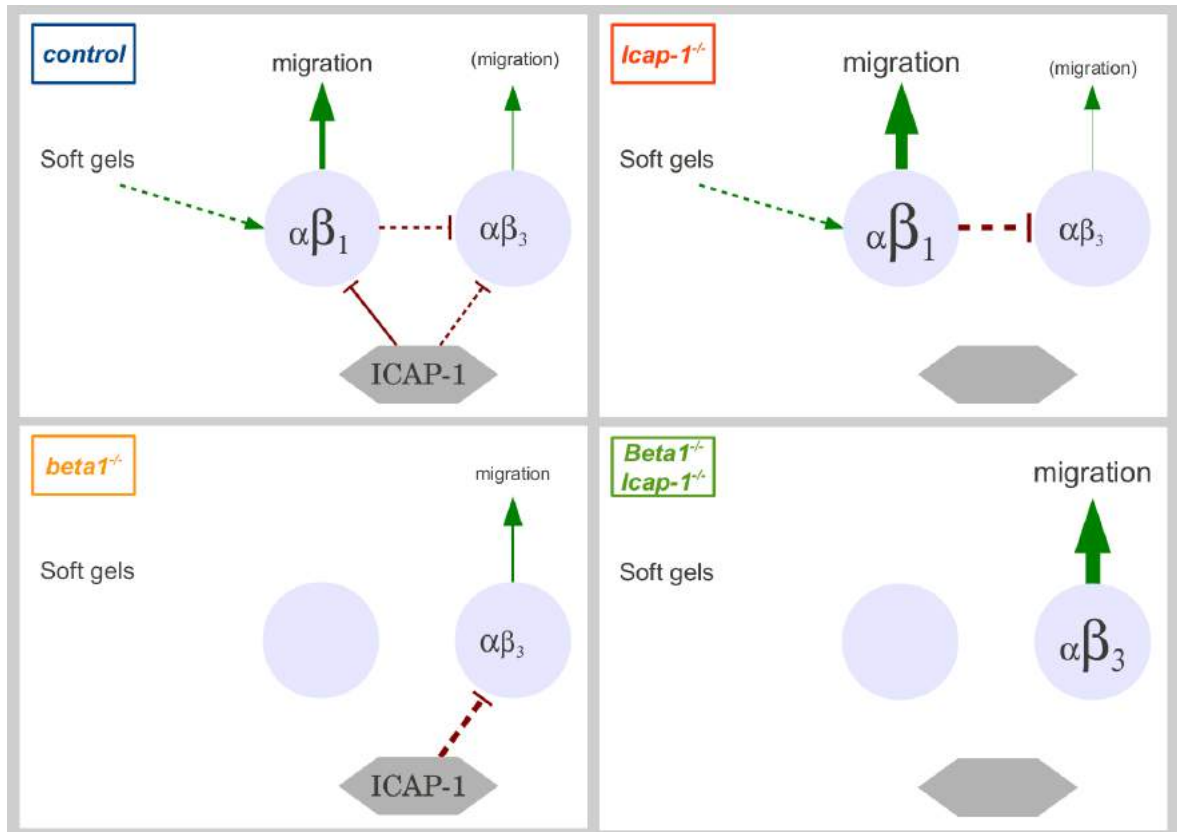 control
migration
(migration)
Soft gels
αβ₁
αβ₃
ICAP-1
Icap-1⁻/⁻
migration
(migration)
Soft gels
αβ₁
αβ₃
beta1⁻/⁻
migration
Soft gels
αβ₃
ICAP-1
Beta1⁻/⁻
Icap-1⁻/⁻
migration
Soft gels
αβ₃